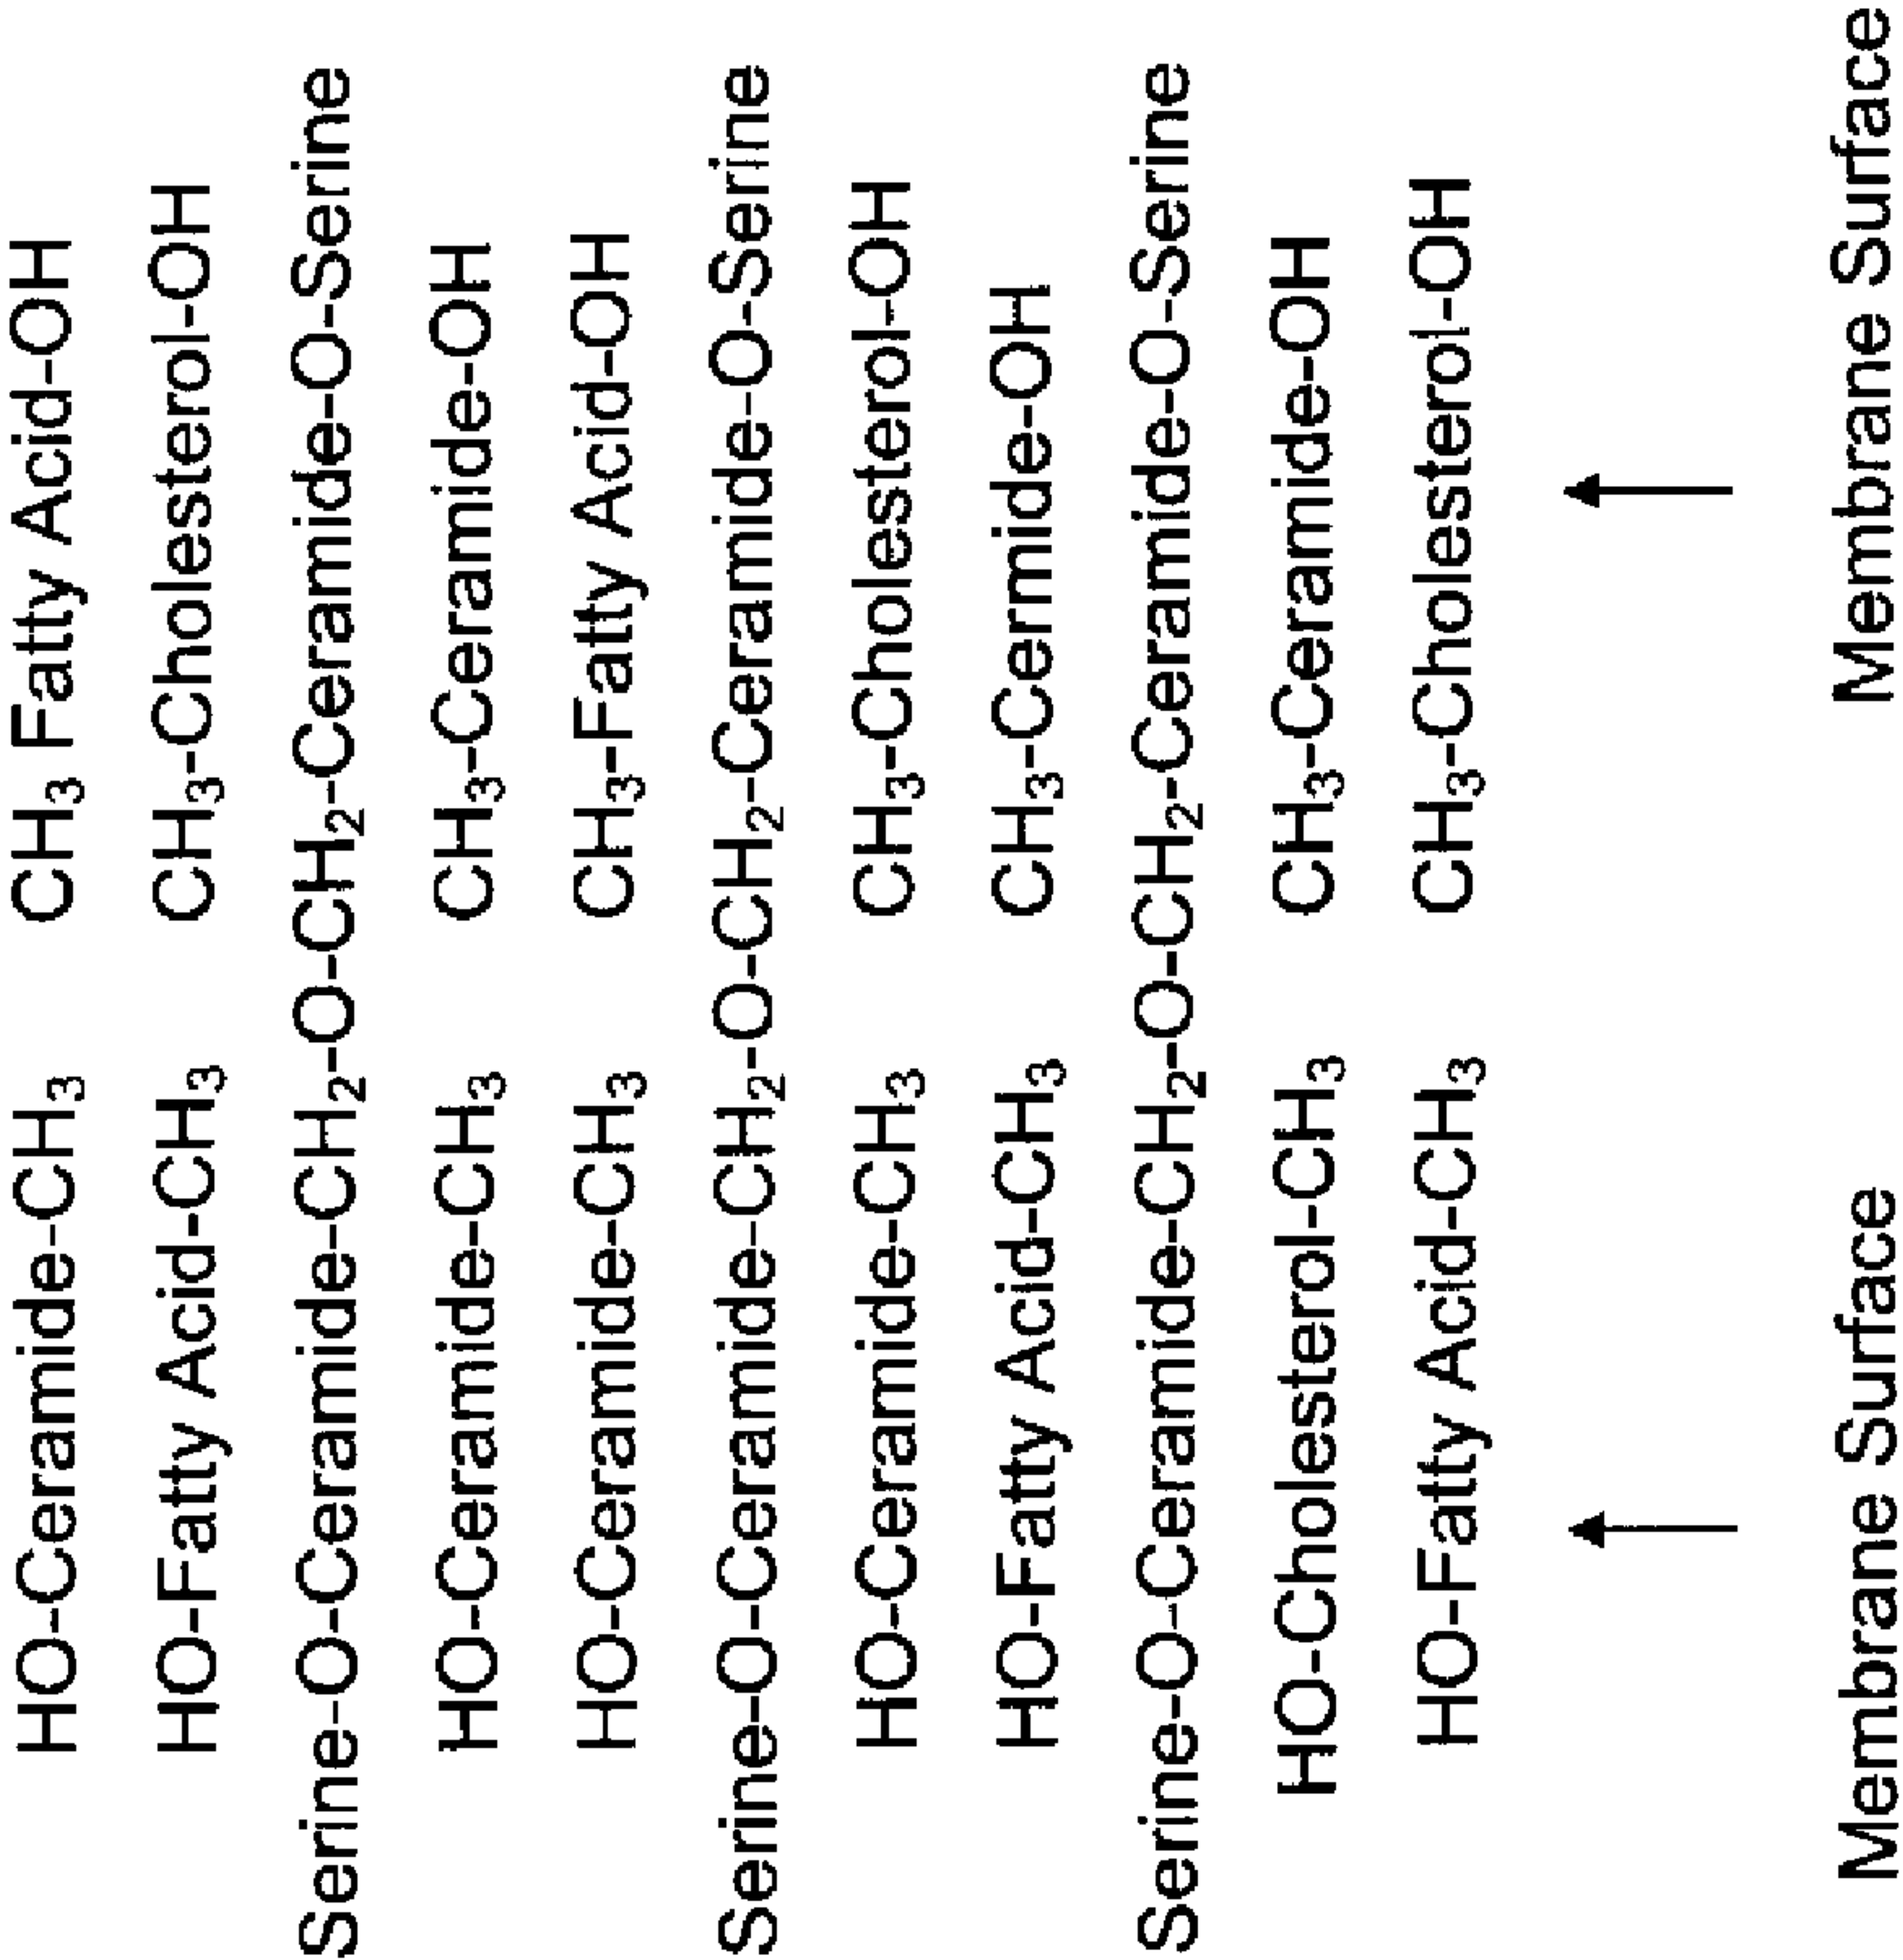 HO-Ceramide-CH₃ CH₃ Fatty Acid-OH
HO-Fatty Acid-CH₃ CH₃-Cholesterol-OH
Serine-O-Ceramide-CH₂-O-CH₂-Ceramide-O-Serine
HO-Ceramide-CH₃ CH₃-Ceramide-OH
HO-Ceramide-CH₃ CH₃-Fatty Acid-OH
Serine-O-Ceramide-CH₂-O-CH₂-Ceramide-O-Serine
HO-Ceramide-CH₃ CH₃-Cholesterol-OH
HO-Fatty Acid-CH₃ CH₃-Cermide-OH
Serine-O-Ceramide-CH₂-O-CH₂-Ceramide-O-Serine
HO-Cholesterol-CH₃ CH₃-Ceramide-OH
HO-Fatty Acid-CH₃ CH₃-Cholesterol-OH
Membrane Surface Membrane Surface